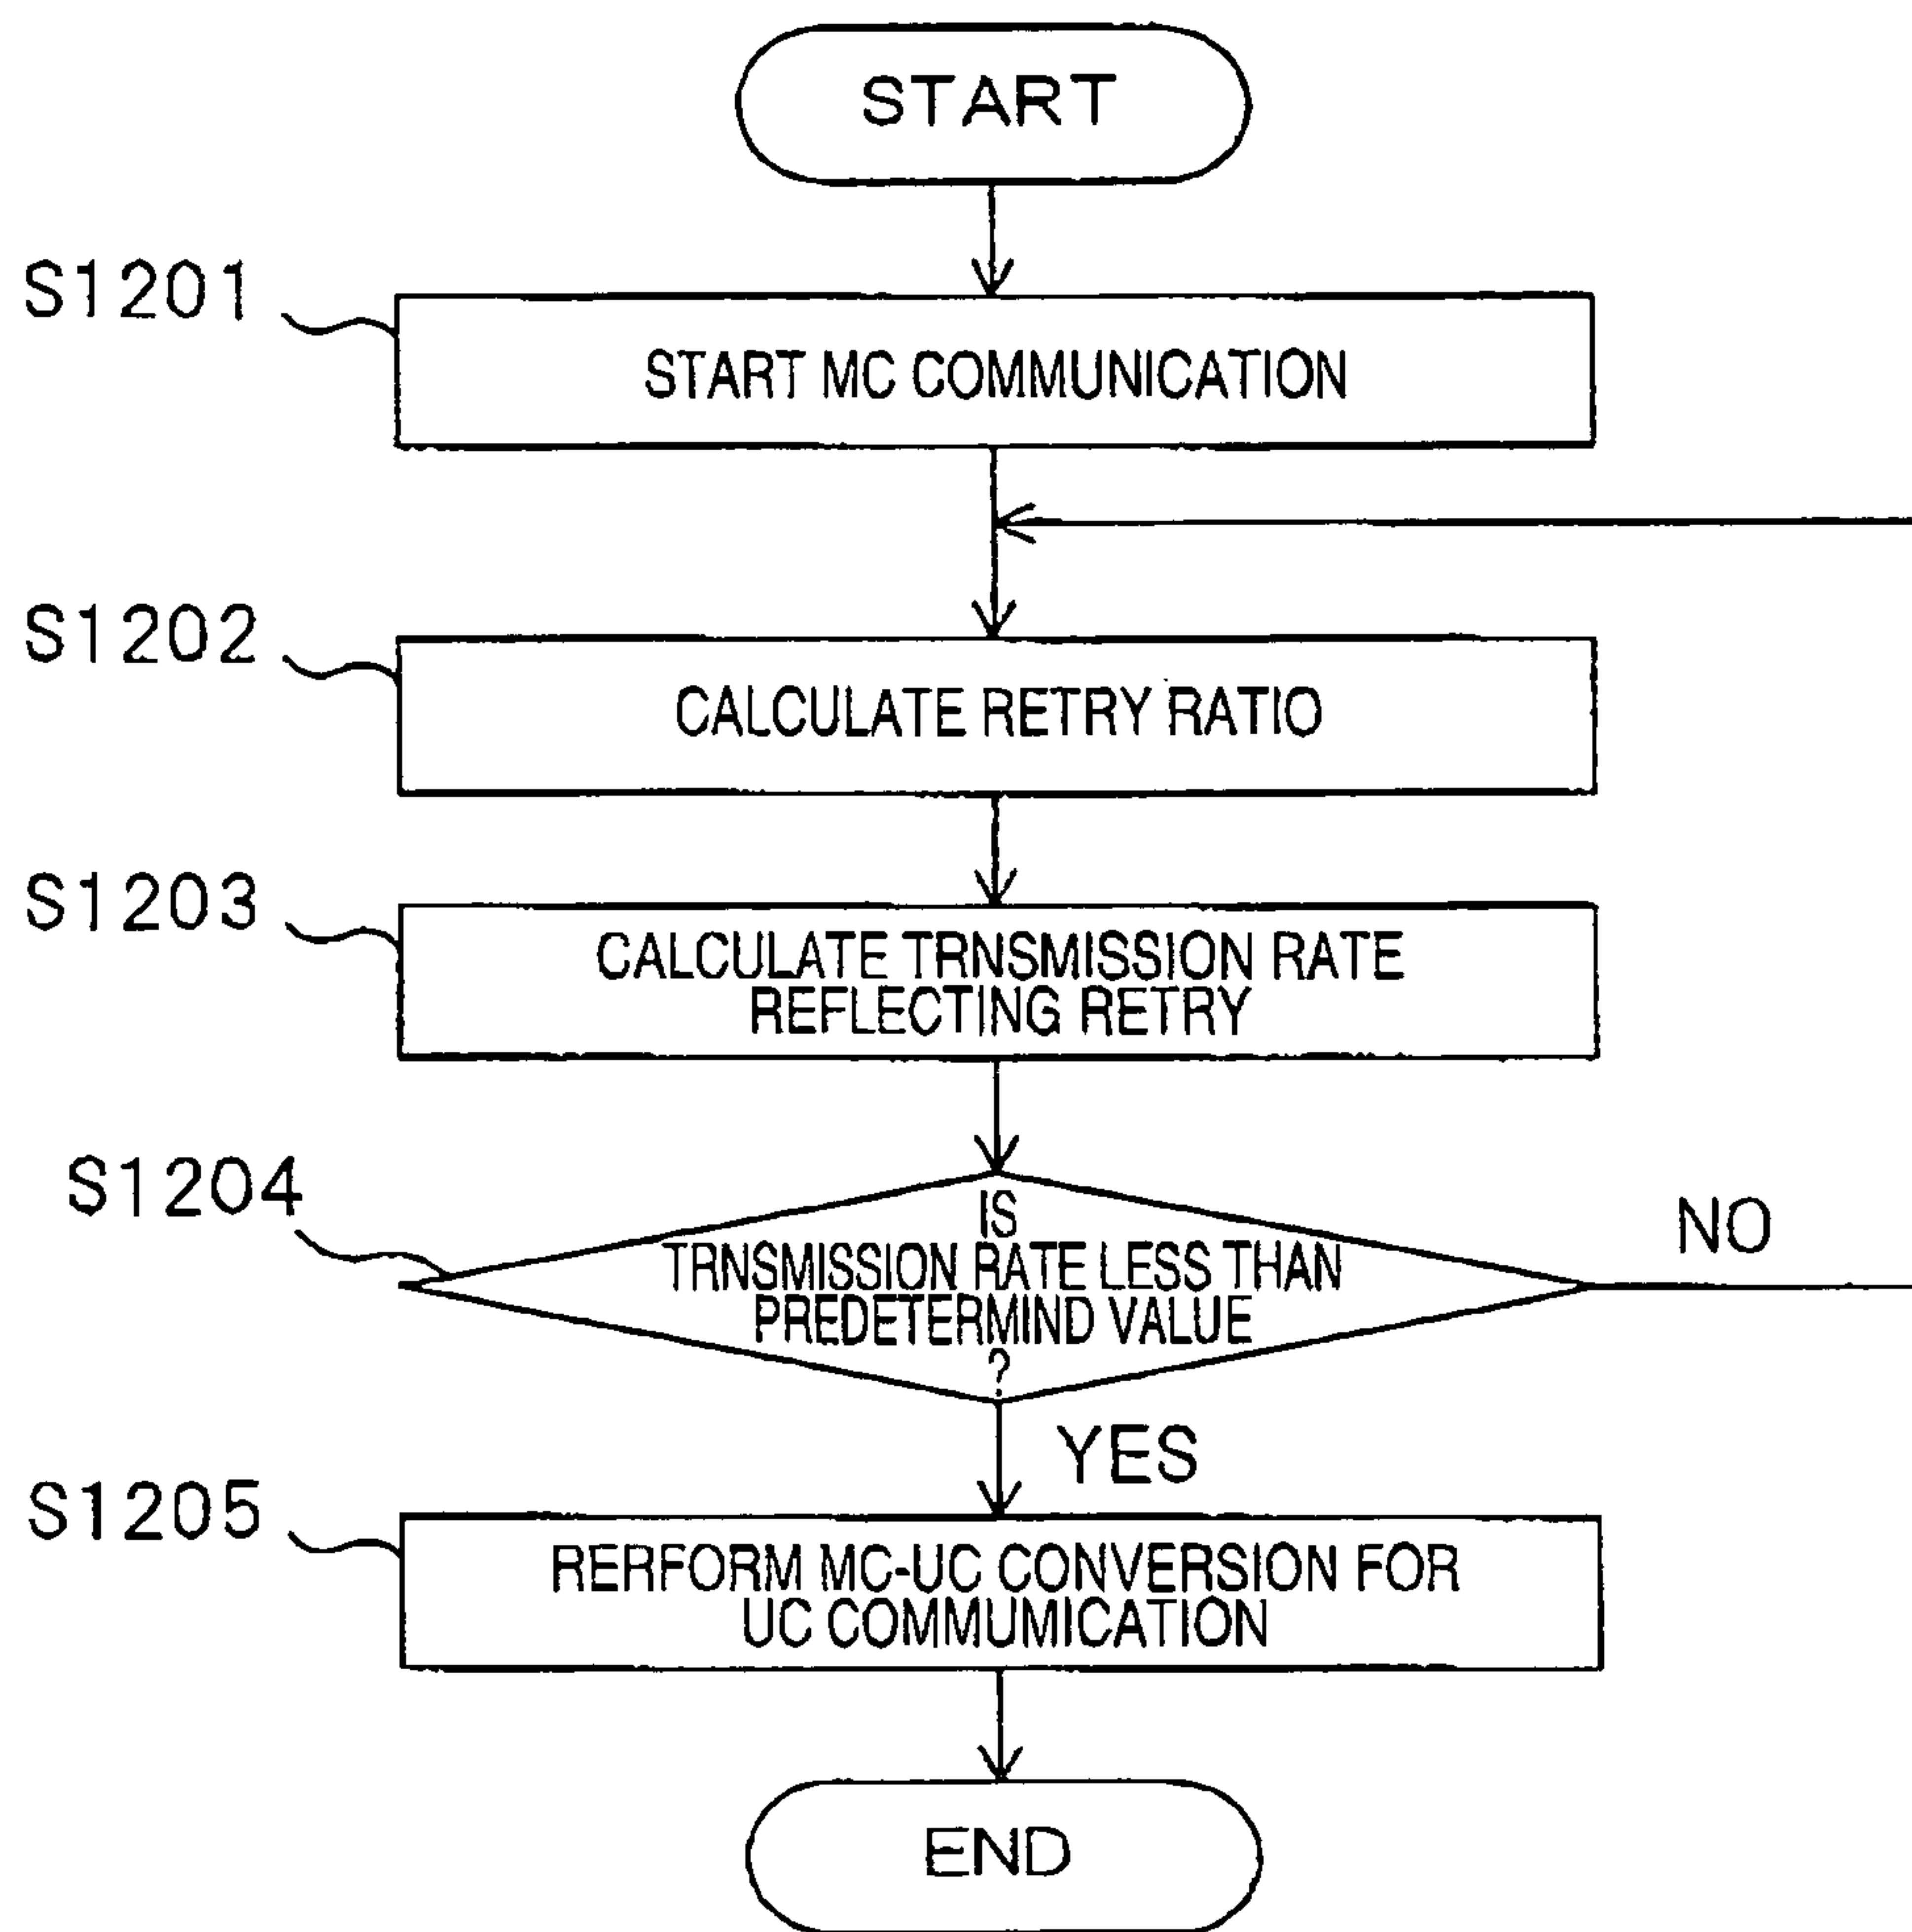 START
S1201
START MC COMMUNICATION
S1202
CALCULATE RETRY RATIO
S1203
CALCULATE TRNSMISSION RATE
REFLECTING RETRY
S1204
IS
TRNSMISSION RATE LESS THAN
PREDETERMIND VALUE
?
NO
YES
S1205
RERFORM MC-UC CONVERSION FOR
UC COMMUMICATION
END